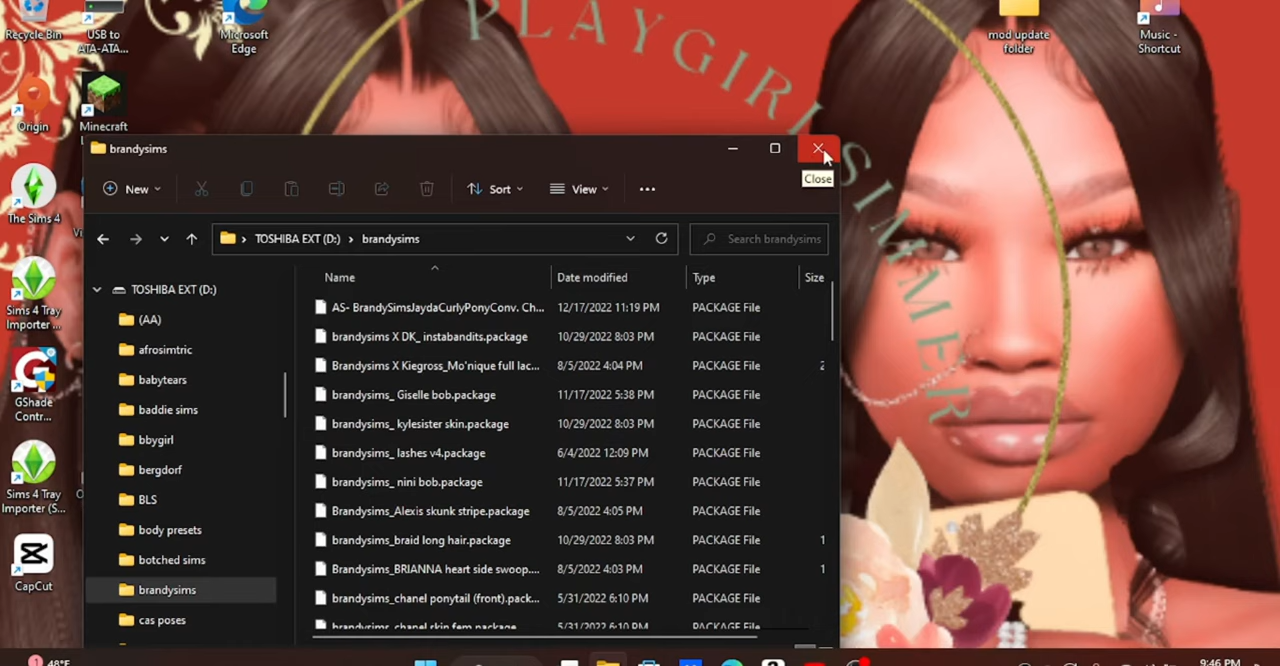 Recycle Bin
USB to
ATA-ATA...
Microsoft
Edge
mod update
folder
Music -
Shortcut
PLAYGIRL SIMMER
Origin
Minecraft
The Sims 4
Sims 4 Tray
Importer ...
GShade
Contr...
Sims 4 Tray
Importer (S...
CapCut
brandysims
Close
New
Sort
View
TOSHIBA EXT (D:) › brandysims
Search brandysims
TOSHIBA EXT (D:)
(AA)
afrosimtric
babytears
baddie sims
bbygirl
bergdorf
BLS
body presets
botched sims
brandysims
cas poses
Name Date modified Type Size
AS- BrandySimsJaydaCurlyPonyConv. Ch... 12/17/2022 11:19 PM PACKAGE File
brandysims X DK_ instabandits.package 10/29/2022 8:03 PM PACKAGE File
Brandysims X Kiegross_Mo'nique full lac... 8/5/2022 4:04 PM PACKAGE File 2
brandysims_ Giselle bob.package 11/17/2022 5:38 PM PACKAGE File
brandysims_ kylesister skin.package 10/29/2022 8:03 PM PACKAGE File
brandysims_ lashes v4.package 6/4/2022 12:09 PM PACKAGE File
brandysims_ nini bob.package 11/17/2022 5:37 PM PACKAGE File
Brandysims_Alexis skunk stripe.package 8/5/2022 4:05 PM PACKAGE File
brandysims_braid long hair.package 10/29/2022 8:03 PM PACKAGE File 1
Brandysims_BRIANNA heart side swoop.... 8/5/2022 4:03 PM PACKAGE File 1
brandysims_chanel ponytail (front).pack... 5/31/2022 6:10 PM PACKAGE File
brandysims_chanel skin fem.package 5/31/2022 6:10 PM PACKAGE File
1
48°F
9:46 PM